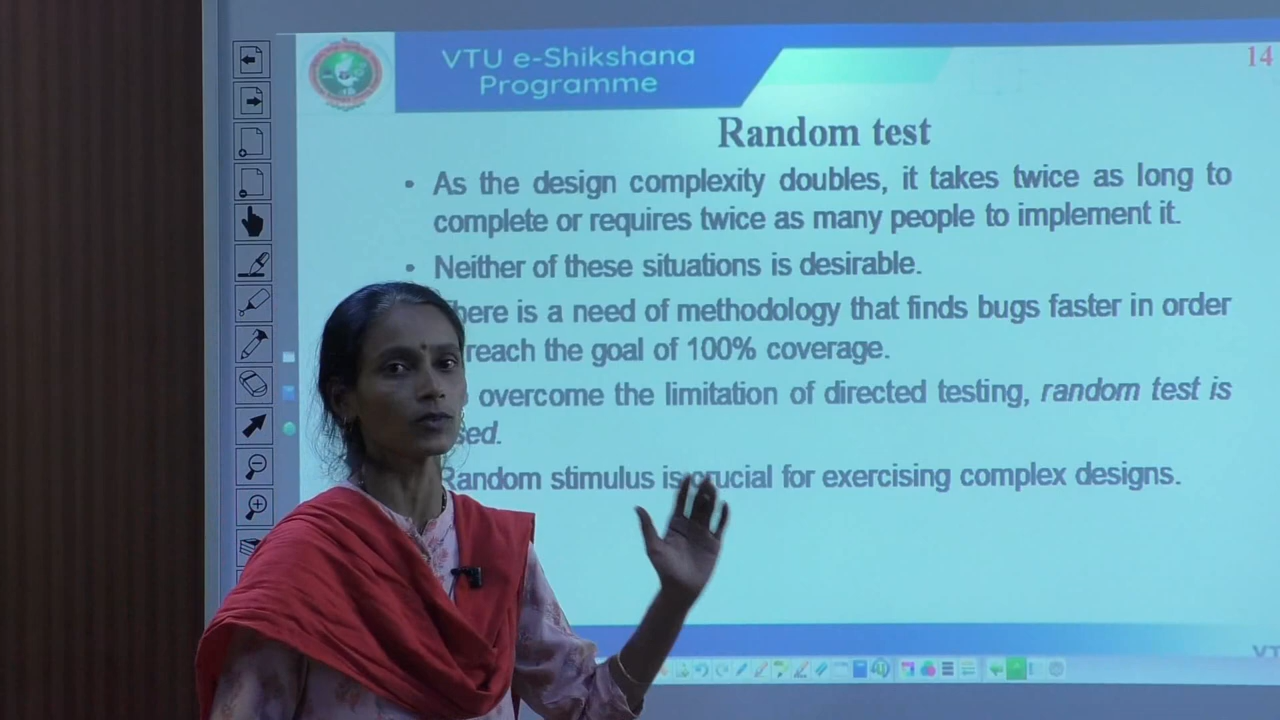 VTU e-Shikshana
Programme
14
Random test
• As the design complexity doubles, it takes twice as long to
complete or requires twice as many people to implement it.
• Neither of these situations is desirable.
here is a need of methodology that finds bugs faster in order
reach the goal of 100% coverage.
overcome the limitation of directed testing, random test is
sed.
Random stimulus is crucial for exercising complex designs.
VT